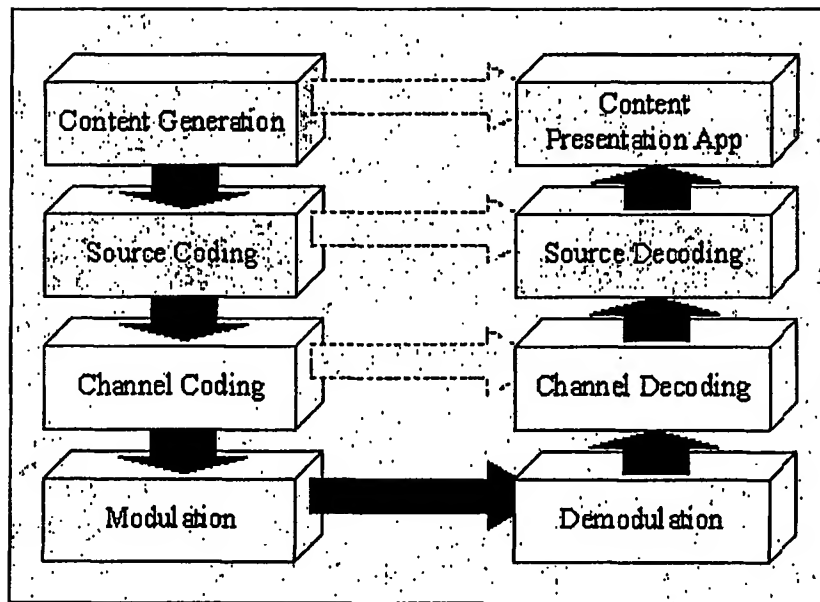 Content Generation
Source Coding
Channel Coding
Modulation
Content
Presentation App
Source Decoding
Channel Decoding
Demodulation